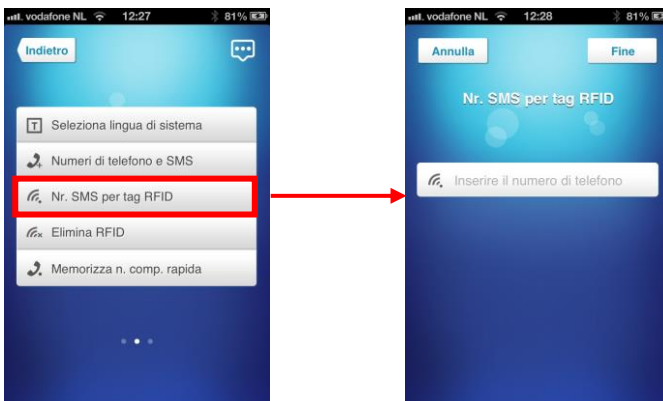 vodafone NL 12:27 81%
Indietro
T Seleziona lingua di sistema
Numeri di telefono e SMS
Nr. SMS per tag RFID
Elimina RFID
Memorizza n. comp. rapida
vodafone NL 12:28 81%
Annulla Fine
Nr. SMS per tag RFID
Inserire il numero di telefono